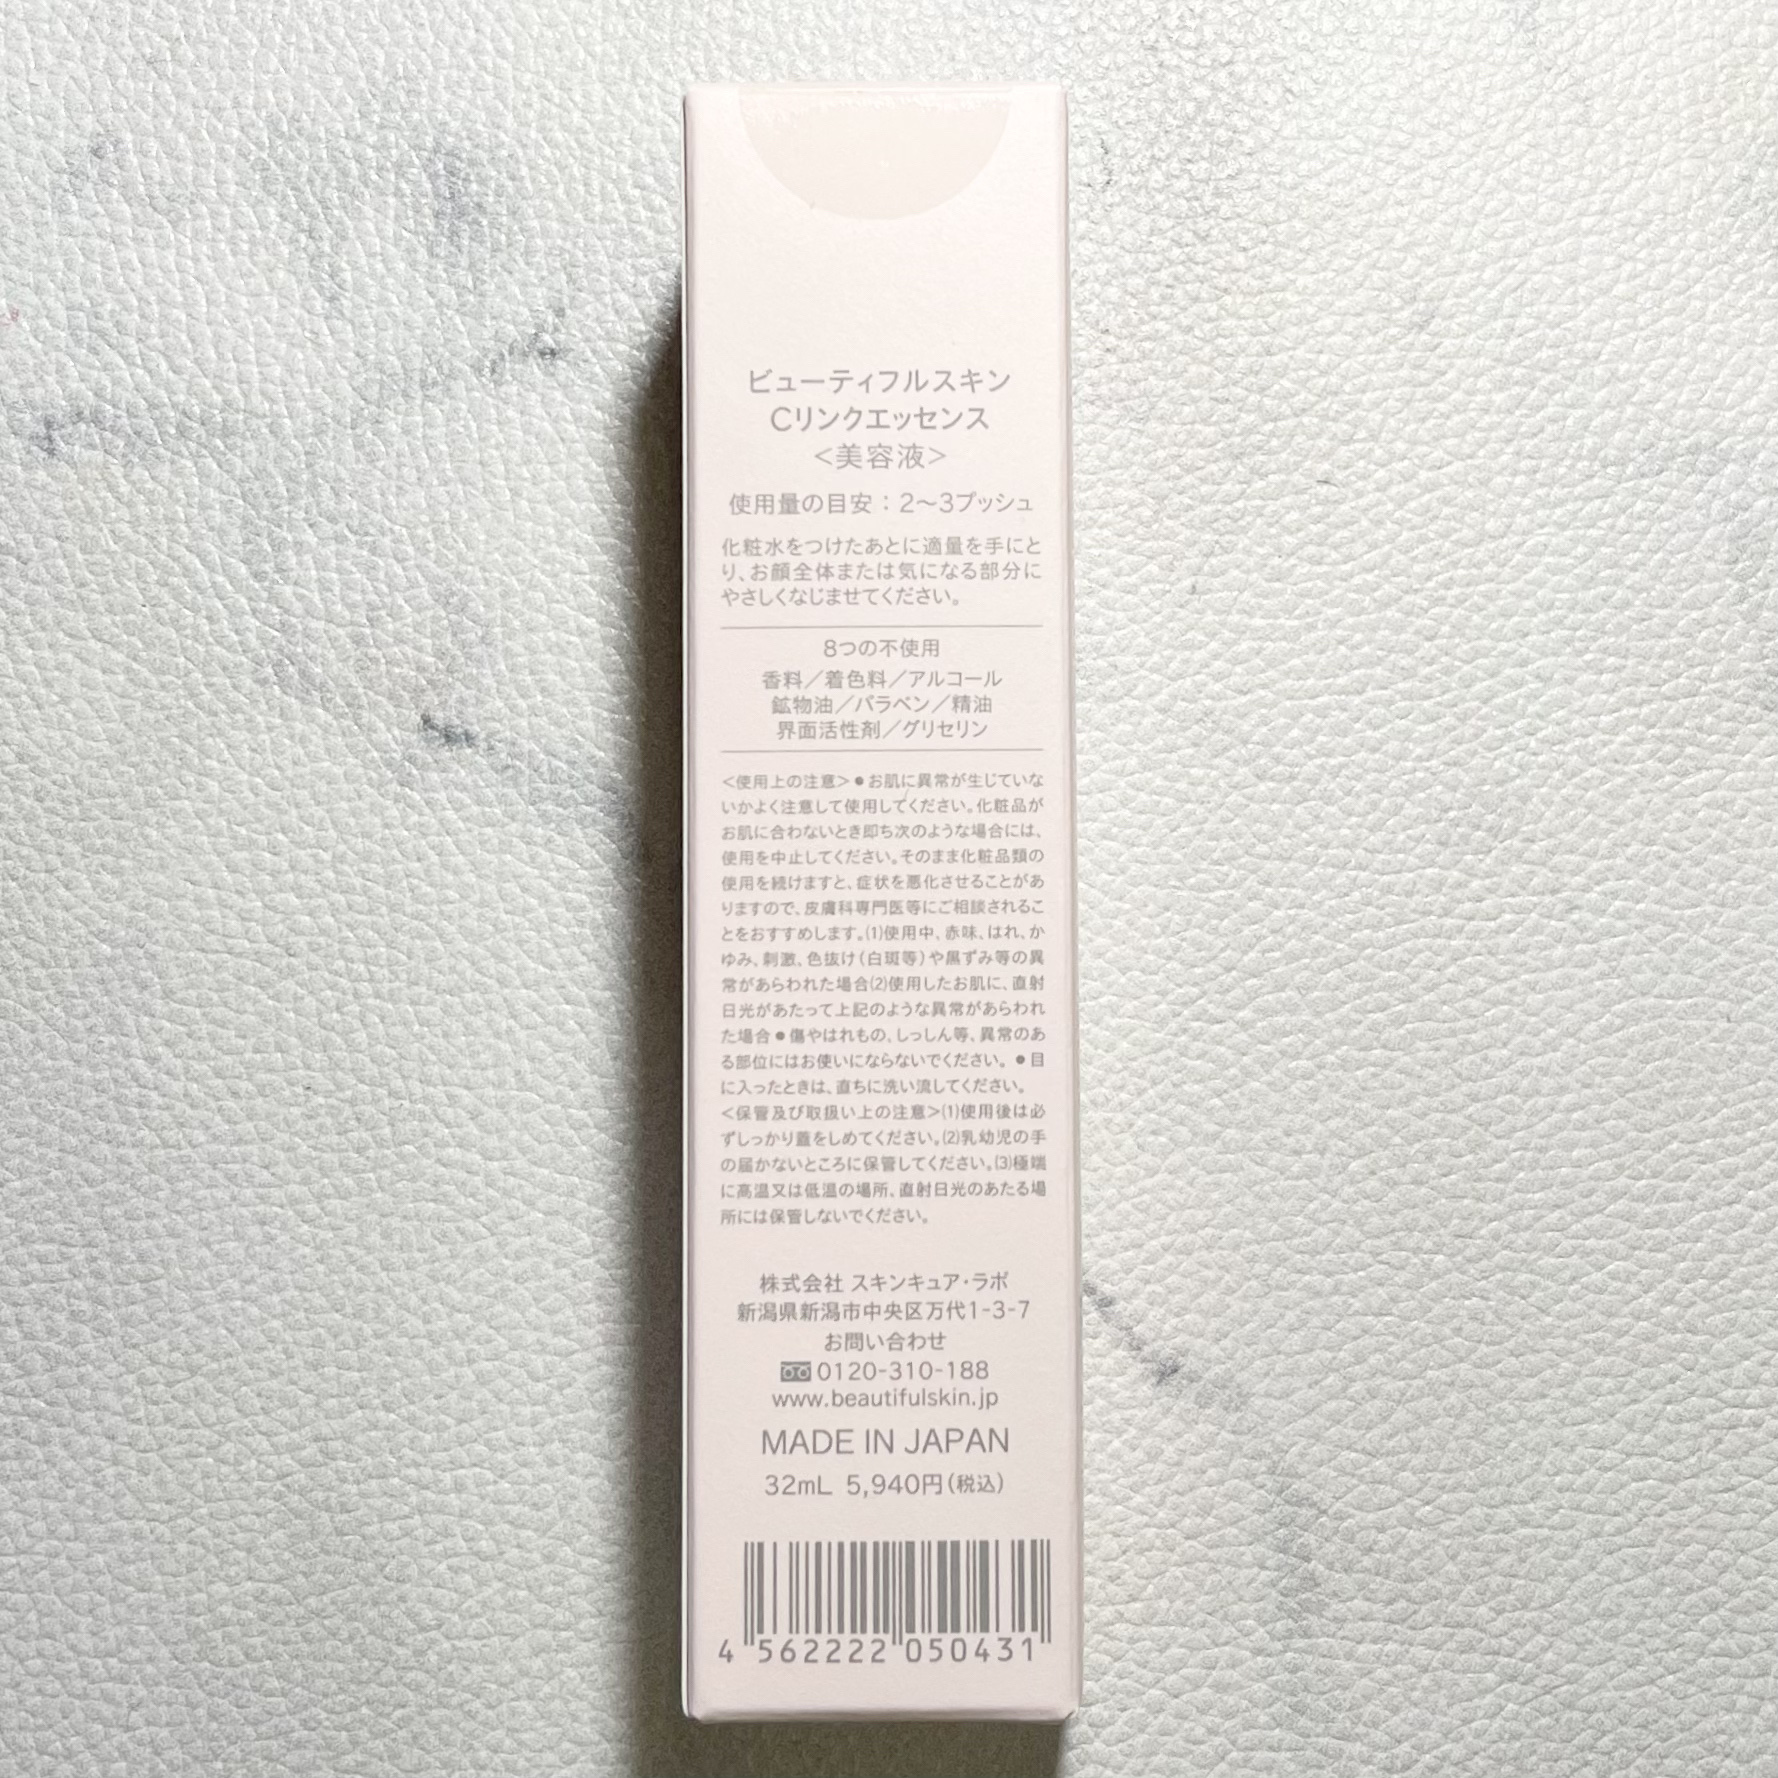 ビューティフルスキン
Cリンクエッセンス
＜美容液＞
使用量の目安：2〜3プッシュ
化粧水をつけたあとに適量を手にと
り、お顔全体または気になる部分に
やさしくなじませてください。
8つの不使用
香料／着色料／アルコール
鉱物油／パラベン／精油
界面活性剤／グリセリン
＜使用上の注意＞●お肌に異常が生じていな
いかよく注意して使用してください。化粧品が
お肌に合わないとき即ち次のような場合には、
使用を中止してください。そのまま化粧品類の
使用を続けますと、症状を悪化させることがあ
りますので、皮膚科専門医等にご相談されるこ
とをおすすめします。(1)使用中、赤味、はれ、か
ゆみ、刺激、色抜け（白斑等）や黒ずみ等の異
常があらわれた場合(2)使用したお肌に、直射
日光があたって上記のような異常があらわれ
た場合●傷やはれもの、しっしん等、異常のあ
る部位にはお使いにならないでください。●目
に入ったときは、直ちに洗い流してください。
＜保管及び取扱い上の注意＞(1)使用後は必
ずしっかり蓋をしめてください。(2)乳幼児の手
の届かないところに保管してください。(3)極端
に高温又は低温の場所、直射日光のあたる場
所には保管しないでください。
株式会社 スキンキュア・ラボ
新潟県新潟市中央区万代1-3-7
お問い合わせ
0120-310-188
www.beautifulskin.jp
MADE IN JAPAN
32mL 5,940円（税込）
4 562222 050431